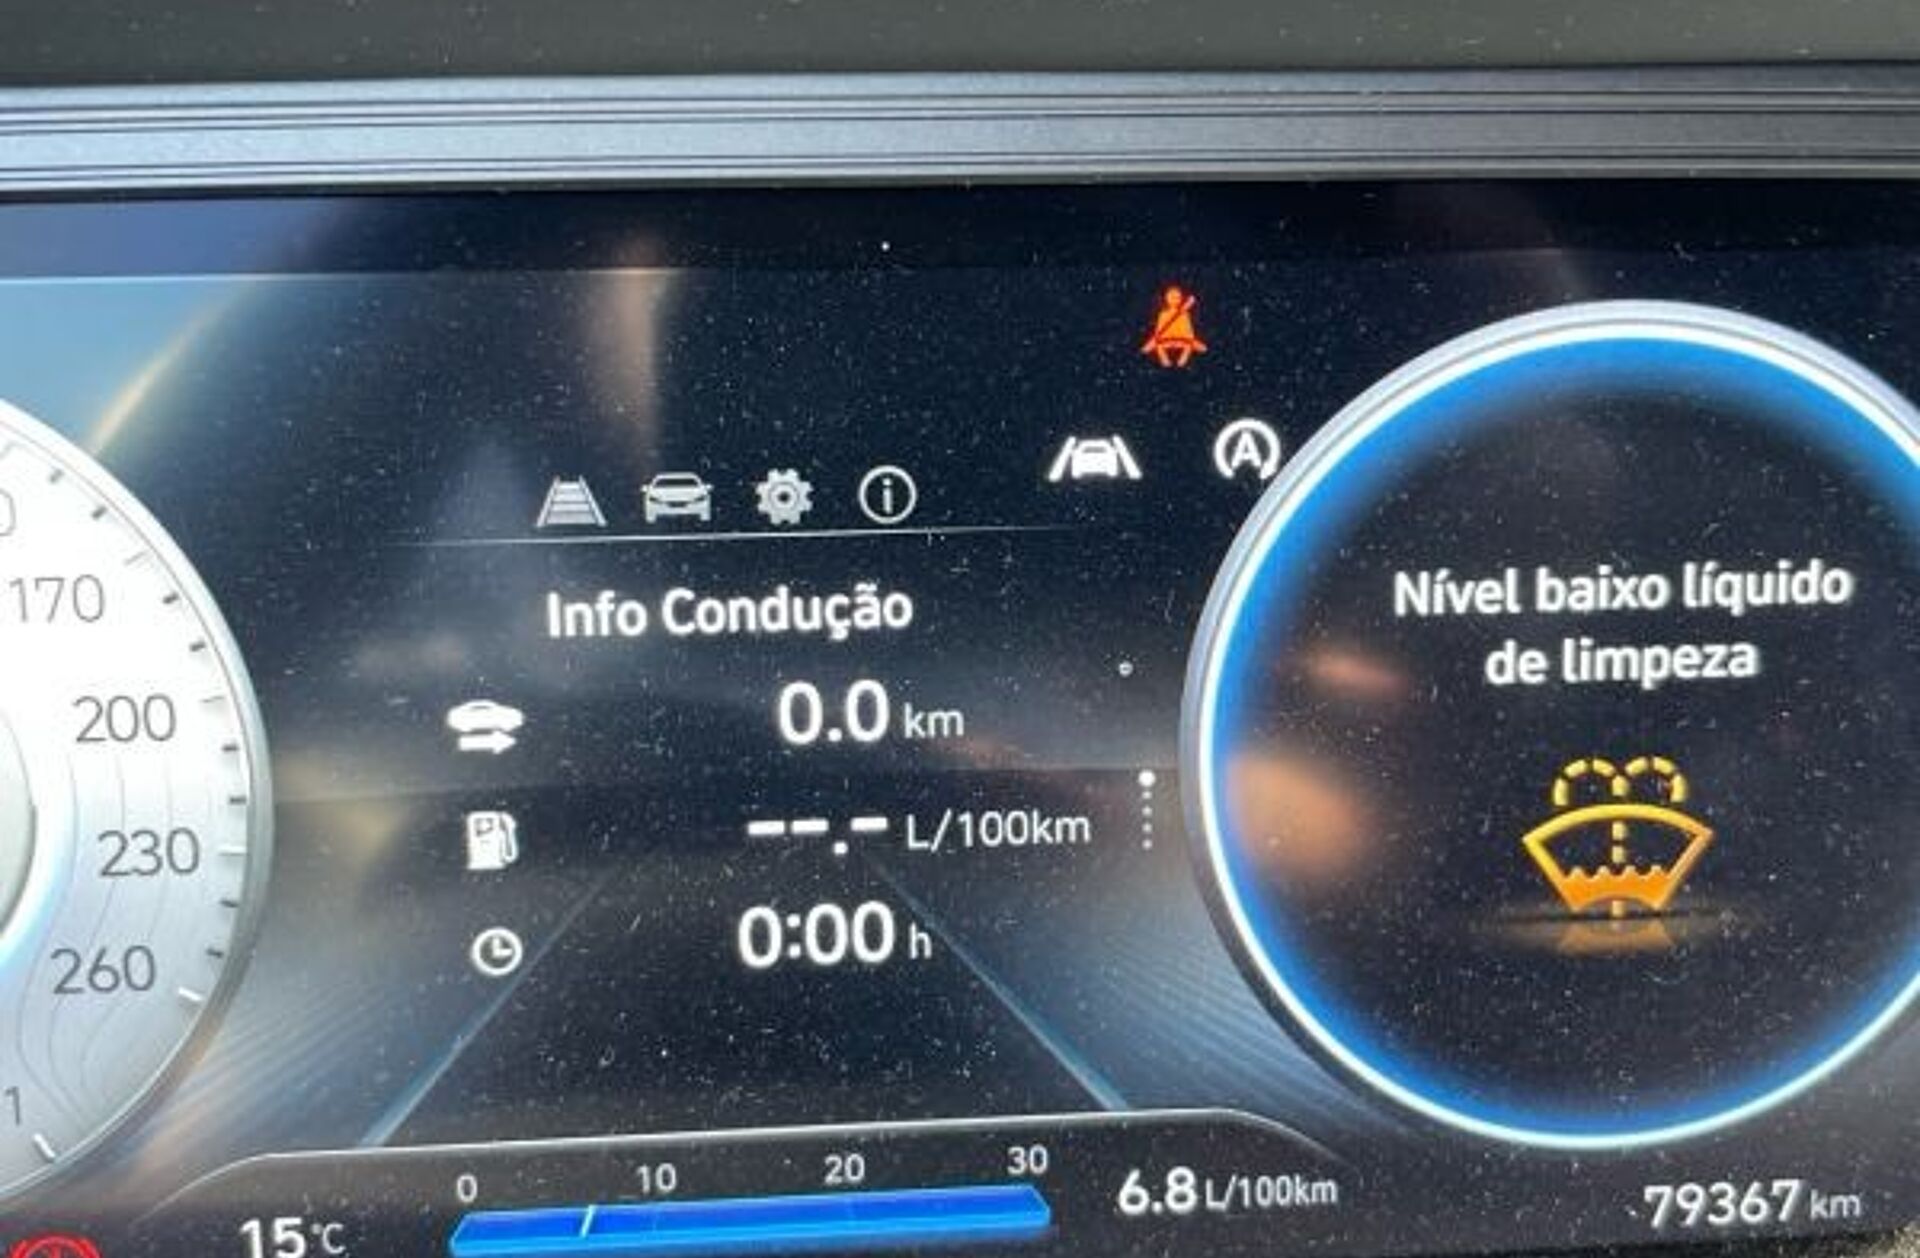 Info Condução
0.0 km
--.- L/100km
0:00 h
Nível baixo líquido
de limpeza
A
170
200
230
260
1
0 10 20 30
15°C
6.8 L/100km
79367 km